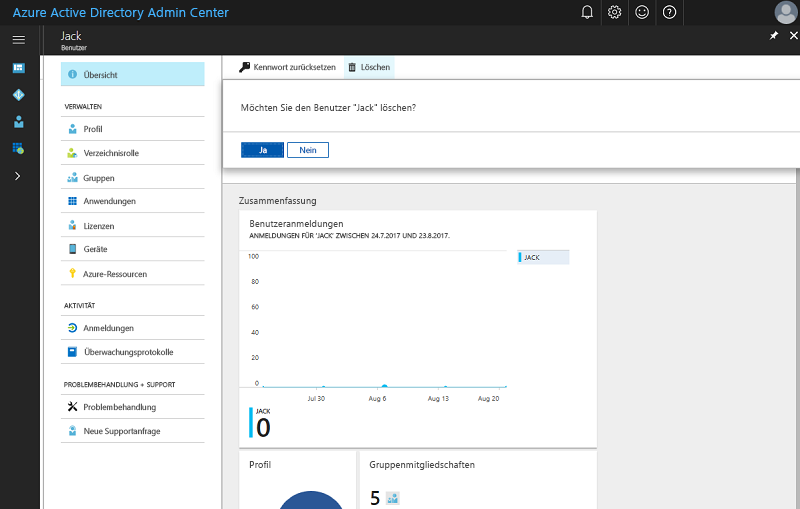 Azure Active Directory Admin Center
Jack
Benutzer
Übersicht
VERWALTEN
Profil
Verzeichnisrolle
Gruppen
Anwendungen
Lizenzen
Geräte
Azure-Ressourcen
AKTIVITÄT
Anmeldungen
Überwachungsprotokolle
PROBLEMBEHANDLUNG + SUPPORT
Problembehandlung
Neue Supportanfrage
Kennwort zurücksetzen Löschen
Möchten Sie den Benutzer "Jack" löschen?
Ja Nein
Zusammenfassung
Benutzeranmeldungen
ANMELDUNGEN FÜR 'JACK' ZWISCHEN 24.7.2017 UND 23.8.2017.
100
80
60
40
20
0
Jul 30 Aug 6 Aug 13 Aug 20
JACK
JACK
0
Profil
Gruppenmitgliedschaften
5